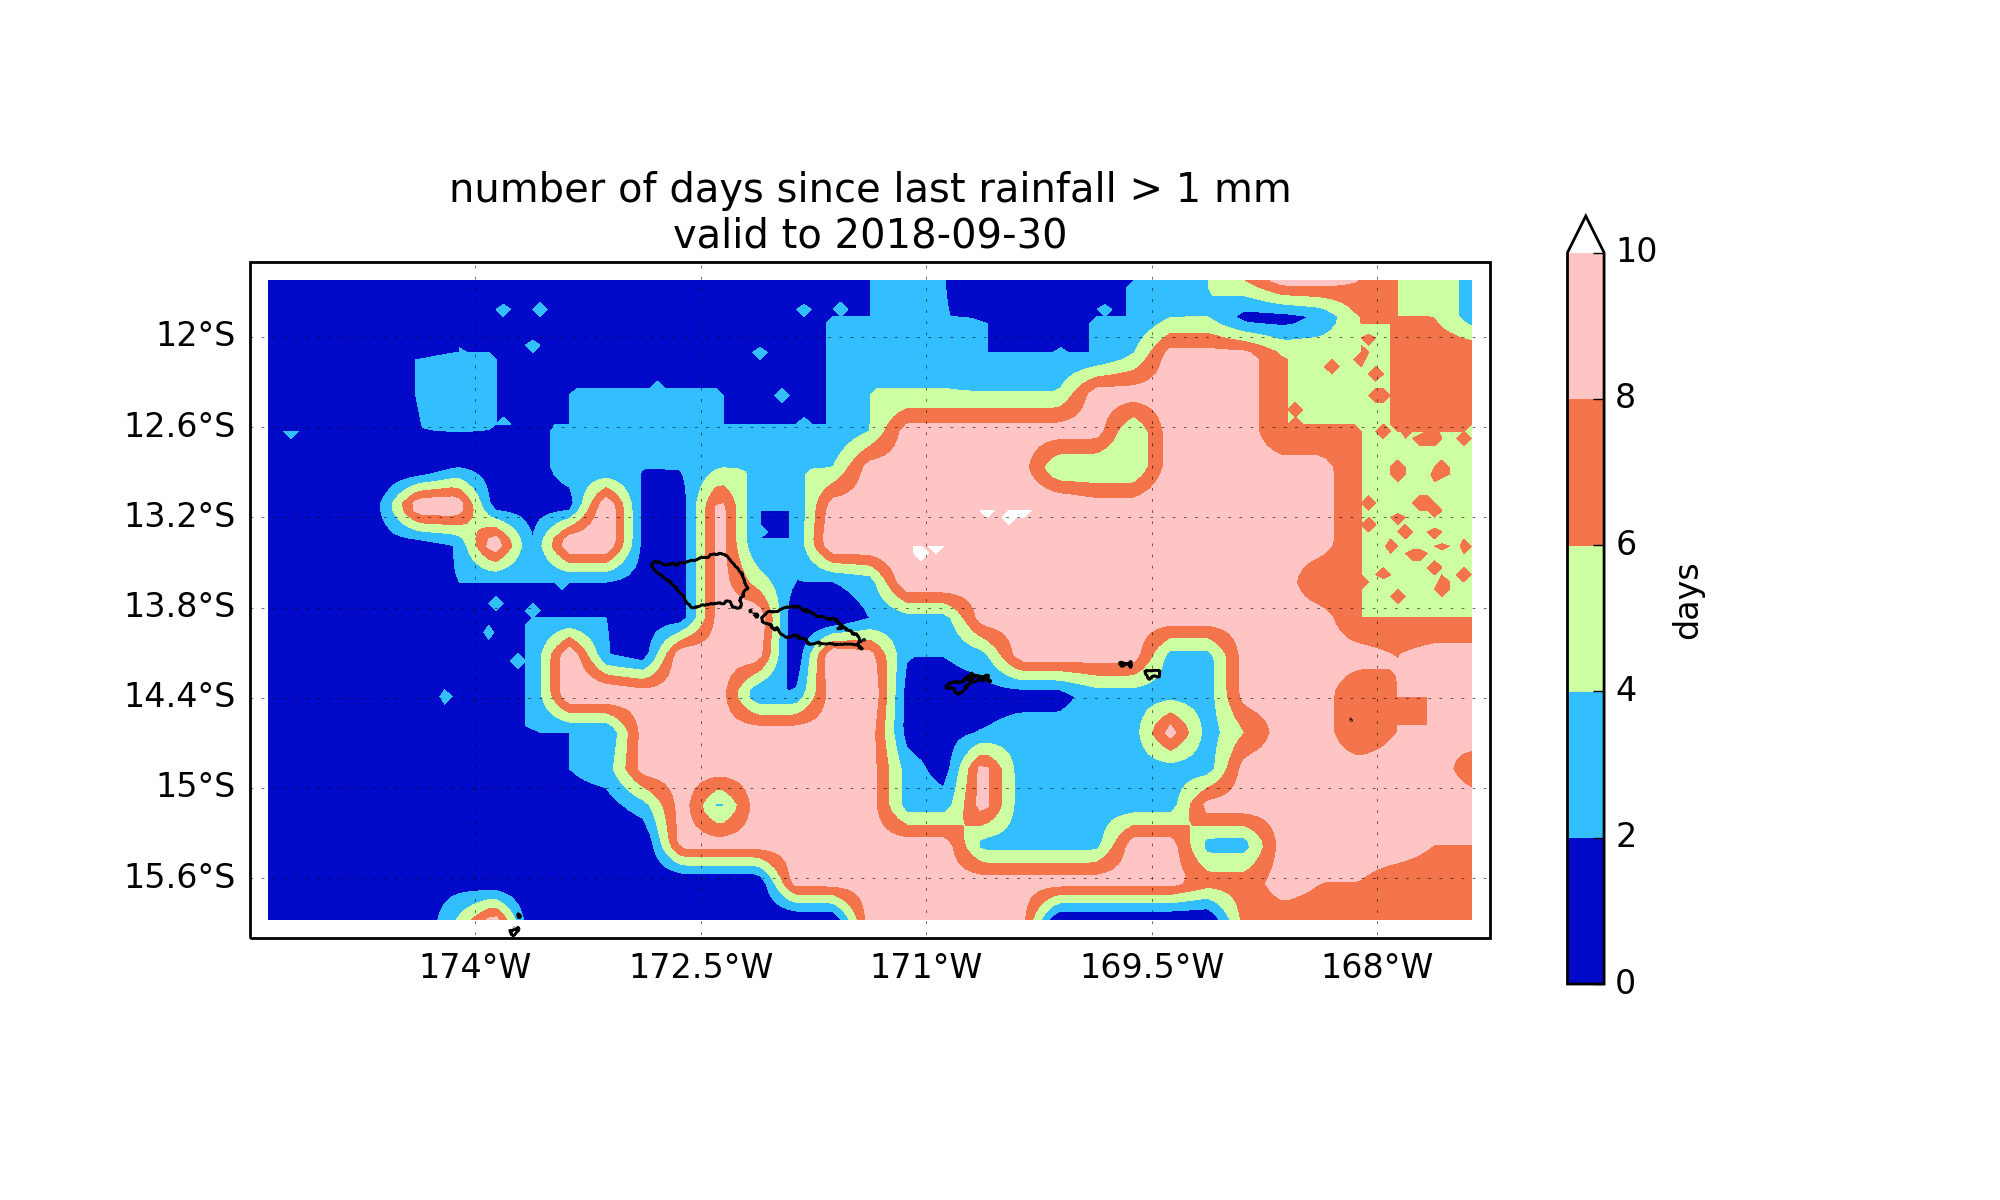 number of days since last rainfall > 1 mm
valid to 2018-09-30
12°S
12.6°S
13.2°S
13.8°S
14.4°S
15°S
15.6°S
174°W
172.5°W
171°W
169.5°W
168°W
10
8
6
4
2
0
days